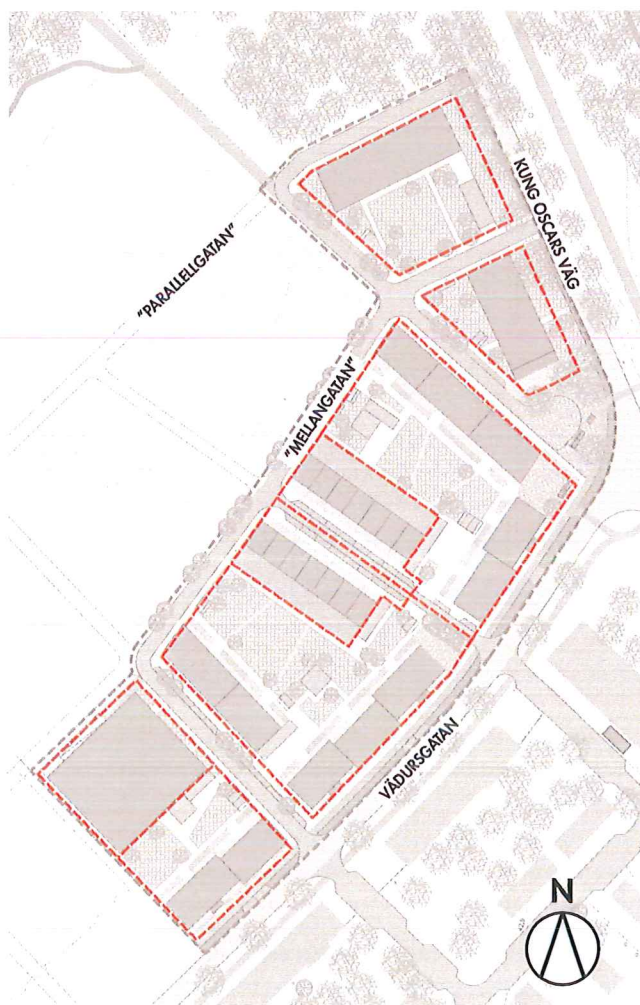 KUNG OSCARS VÄG
"PARALLELLGATAN"
"MELLANGATAN"
VÄDURSGATAN
N